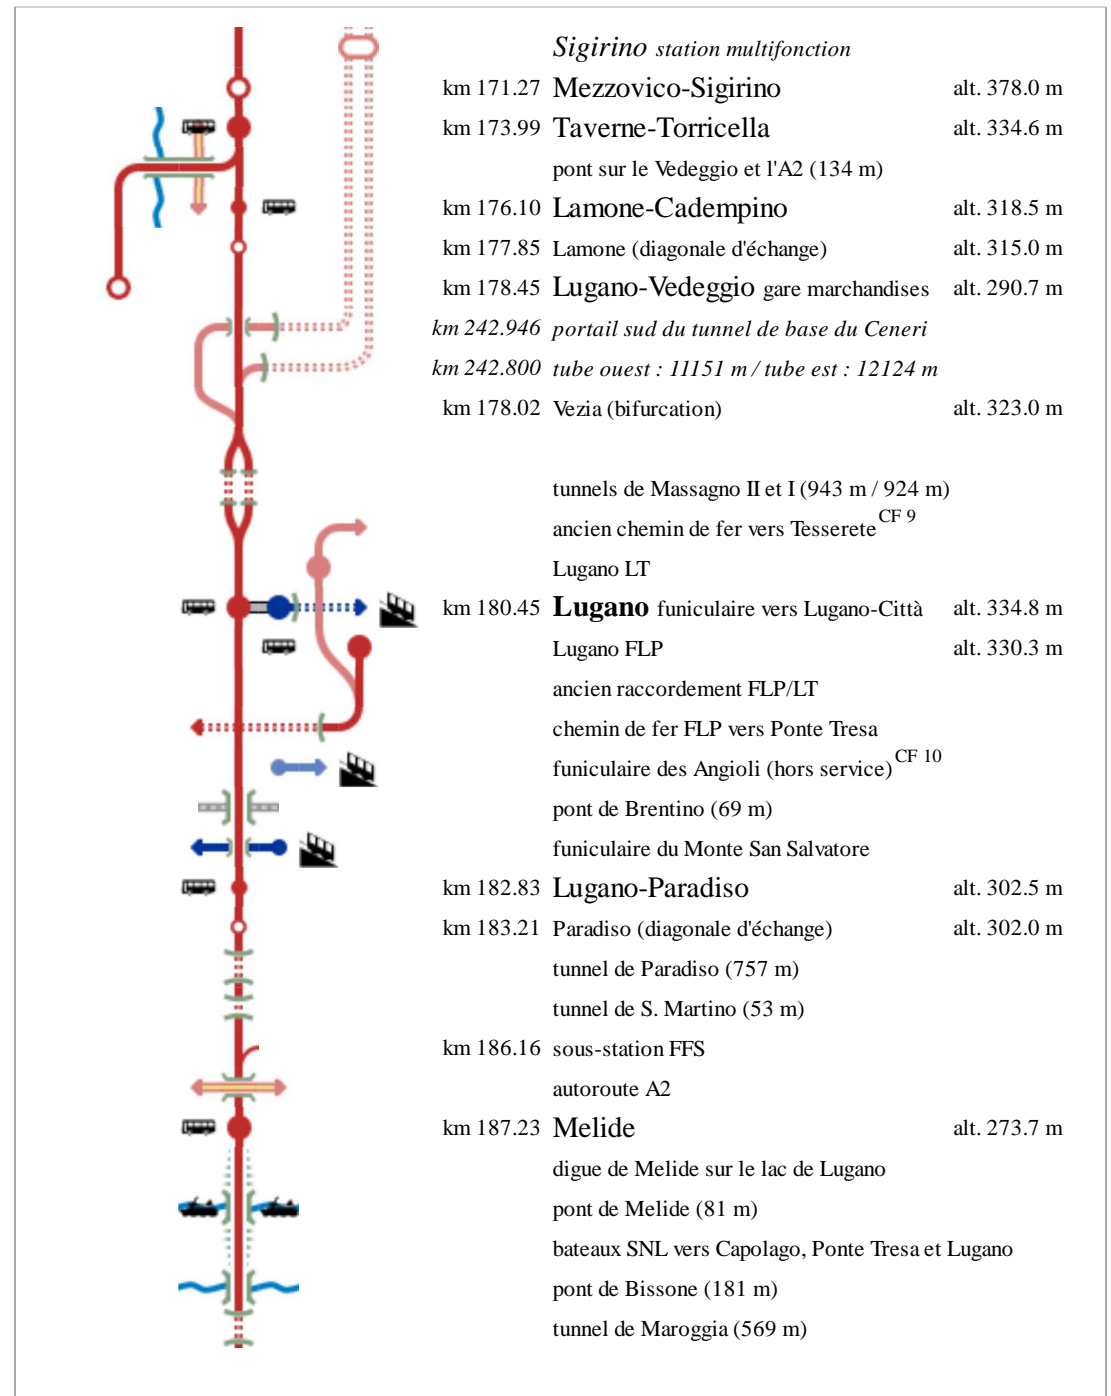 Sigirino station multifonction
km 171.27 Mezzovico-Sigirino alt. 378.0 m
km 173.99 Taverne-Torricella alt. 334.6 m
pont sur le Vedeggio et l'A2 (134 m)
km 176.10 Lamone-Cadempino alt. 318.5 m
km 177.85 Lamone (diagonale d'échange) alt. 315.0 m
km 178.45 Lugano-Vedeggio gare marchandises alt. 290.7 m
km 242.946 portail sud du tunnel de base du Ceneri
km 242.800 tube ouest : 11151 m / tube est : 12124 m
km 178.02 Vezia (bifurcation) alt. 323.0 m
tunnels de Massagno II et I (943 m / 924 m)
ancien chemin de fer vers Tesserete CF 9
Lugano LT
km 180.45 Lugano funiculaire vers Lugano-Città alt. 334.8 m
Lugano FLP alt. 330.3 m
ancien raccordement FLP/LT
chemin de fer FLP vers Ponte Tresa
funiculaire des Angioli (hors service) CF 10
pont de Brentino (69 m)
funiculaire du Monte San Salvatore
km 182.83 Lugano-Paradiso alt. 302.5 m
km 183.21 Paradiso (diagonale d'échange) alt. 302.0 m
tunnel de Paradiso (757 m)
tunnel de S. Martino (53 m)
km 186.16 sous-station FFS
autoroute A2
km 187.23 Melide alt. 273.7 m
digue de Melide sur le lac de Lugano
pont de Melide (81 m)
bateaux SNL vers Capolago, Ponte Tresa et Lugano
pont de Bissone (181 m)
tunnel de Maroggia (569 m)